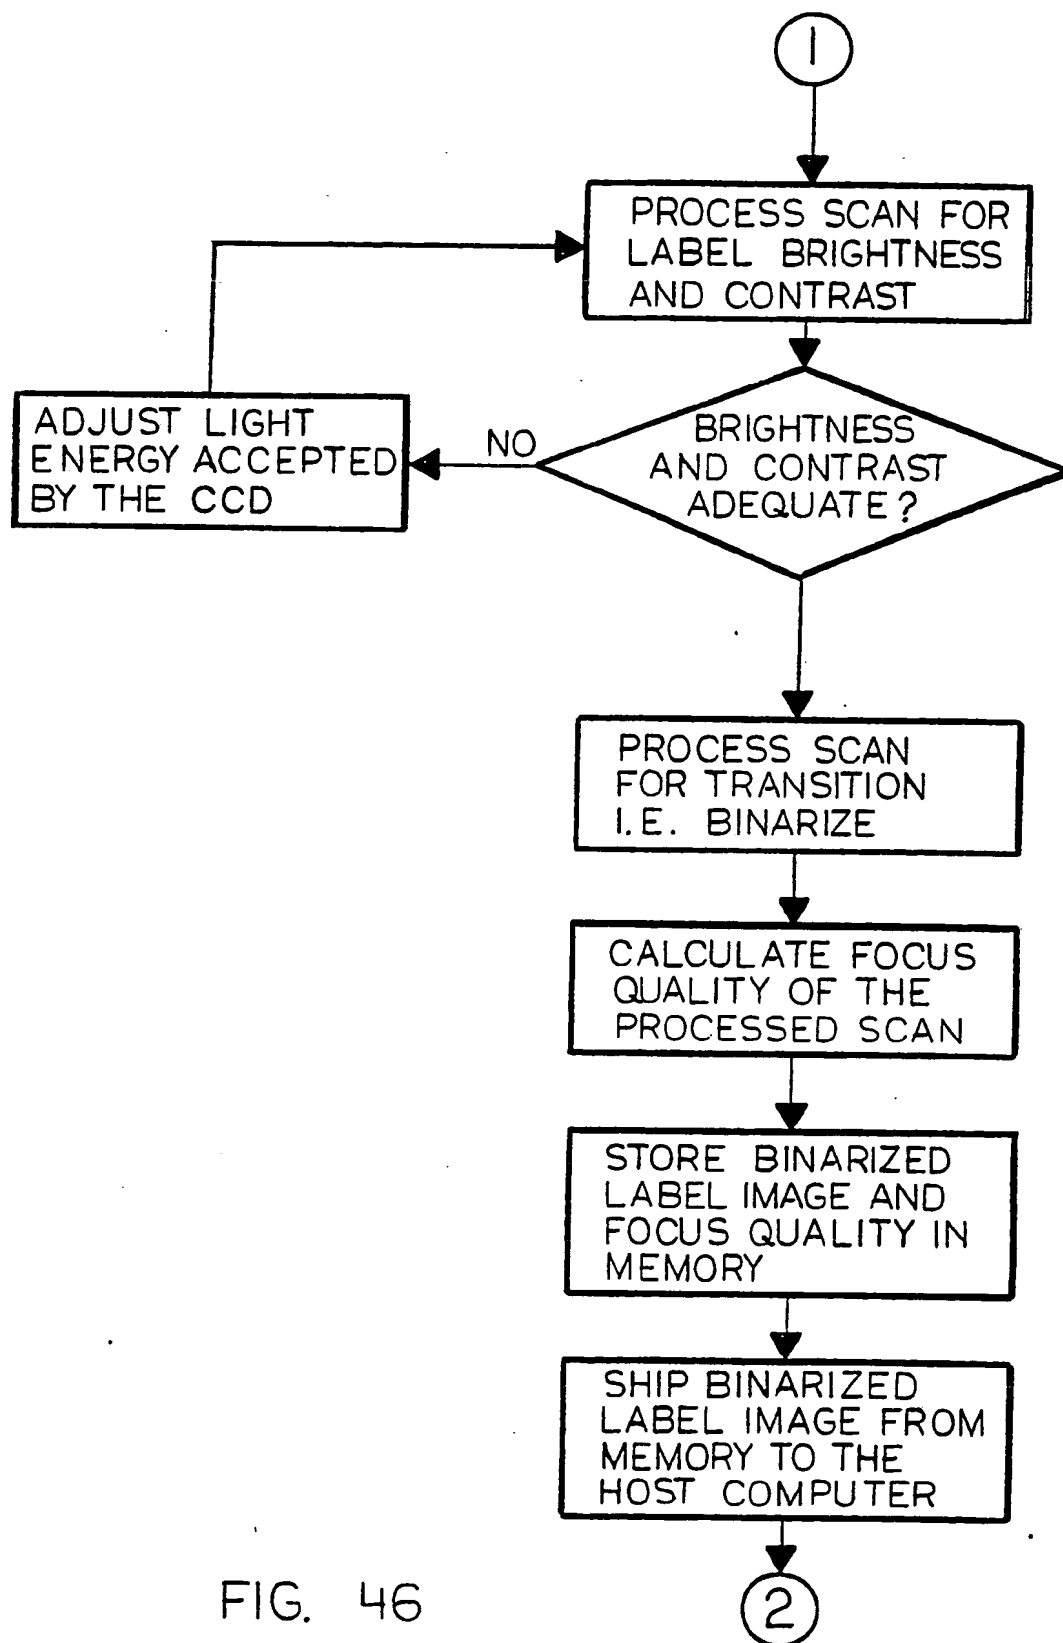 1
PROCESS SCAN FOR
LABEL BRIGHTNESS
AND CONTRAST
BRIGHTNESS
AND CONTRAST
ADEQUATE?
NO
ADJUST LIGHT
ENERGY ACCEPTED
BY THE CCD
PROCESS SCAN
FOR TRANSITION
I.E. BINARIZE
CALCULATE FOCUS
QUALITY OF THE
PROCESSED SCAN
STORE BINARIZED
LABEL IMAGE AND
FOCUS QUALITY IN
MEMORY
SHIP BINARIZED
LABEL IMAGE FROM
MEMORY TO THE
HOST COMPUTER
2
FIG. 46